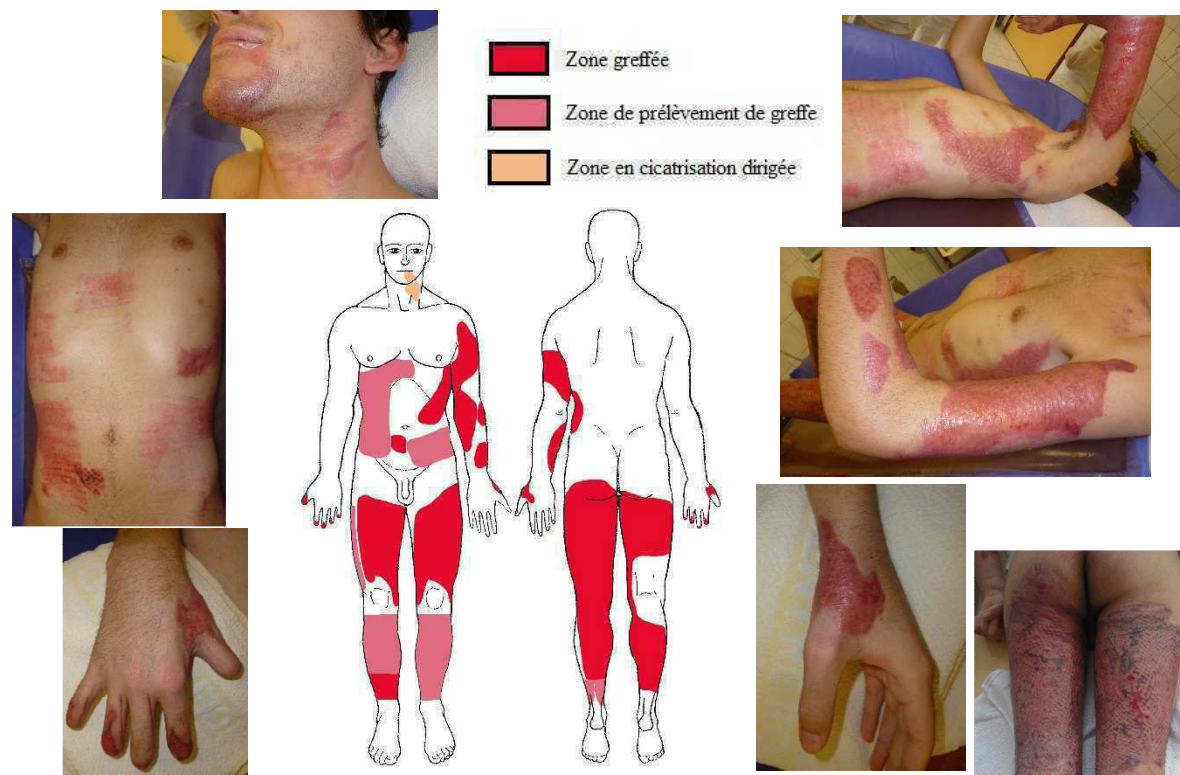 Zone greffée
Zone de prélèvement de greffe
Zone en cicatrisation dirigée